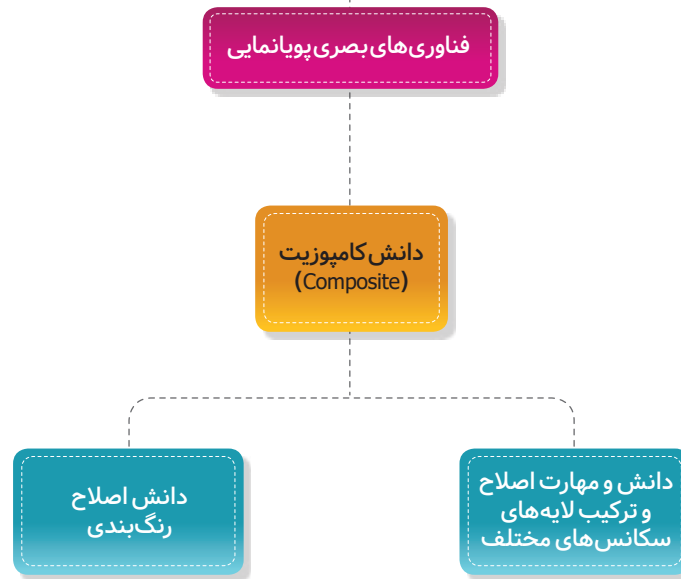 فناوری‌های بصری پویانمایی
دانش کامپوزیت
(Composite)
دانش و مهارت اصلاح
و ترکیب لایه‌های
سکانس‌های مختلف
دانش اصلاح
رنگ‌بندی